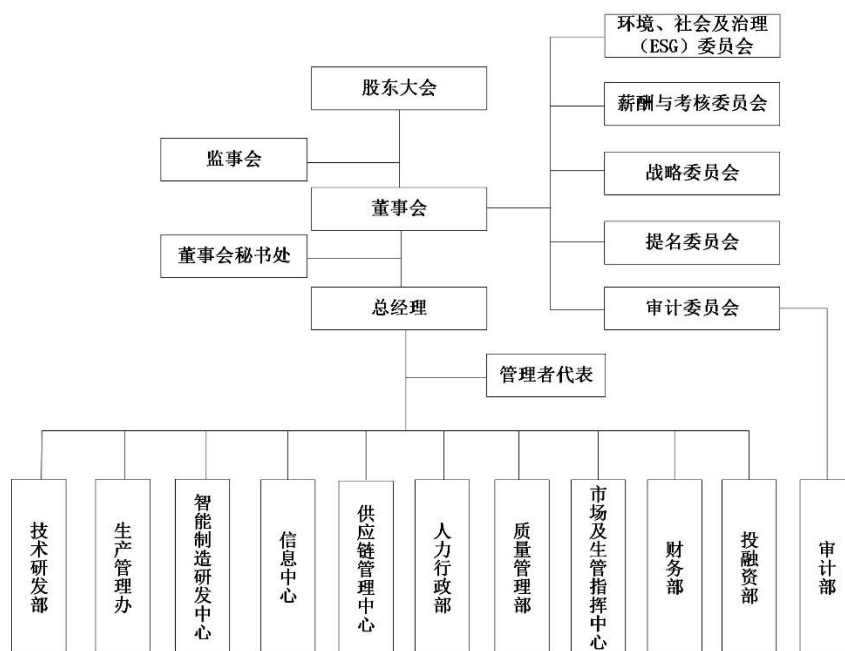 环境、社会及治理
（ESG）委员会
股东大会
薪酬与考核委员会
监事会
战略委员会
董事会
提名委员会
董事会秘书处
总经理
审计委员会
管理者代表
技术研发部
生产管理办
智能制造研发中心
信息中心
供应链管理中心
人力行政部
质量管理部
市场及生管指挥中心
财务部
投融资部
审计部